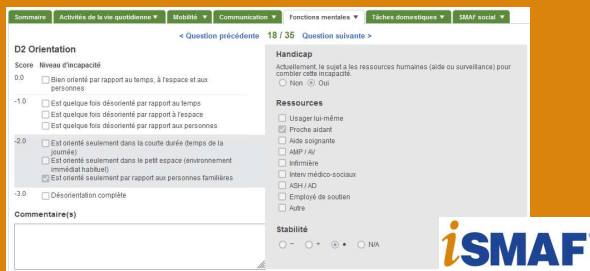 Sommaire Activités de la vie quotidienne ▼ Mobilité ▼ Communication ▼ Fonctions mentales ▼ Tâches domestiques ▼ SMAF social ▼
< Question précédente 18 / 35 Question suivante >
D2 Orientation
Score Niveau d'incapacité
0.0 Bien orienté par rapport au temps, à l'espace et aux
personnes
-1.0 Est quelque fois désorienté par rapport au temps
Est quelque fois désorienté par rapport à l'espace
Est quelque fois désorienté par rapport aux personnes
-2.0 Est orienté seulement dans la courte durée (temps de la
journée)
Est orienté seulement dans le petit espace (environnement
immédiat habituel)
Est orienté seulement par rapport aux personnes familières
-3.0 Désorientation complète
Commentaire(s)
Handicap
Actuellement, le sujet a les ressources humaines (aide ou surveillance) pour
combler cette incapacité.
Non Oui
Ressources
Usager lui-même
Proche aidant
Aide soignante
AMP / AV
Infirmière
Interv médico-sociaux
ASH / AD
Employé de soutien
Autre
Stabilité
− + • N/A
iSMAF